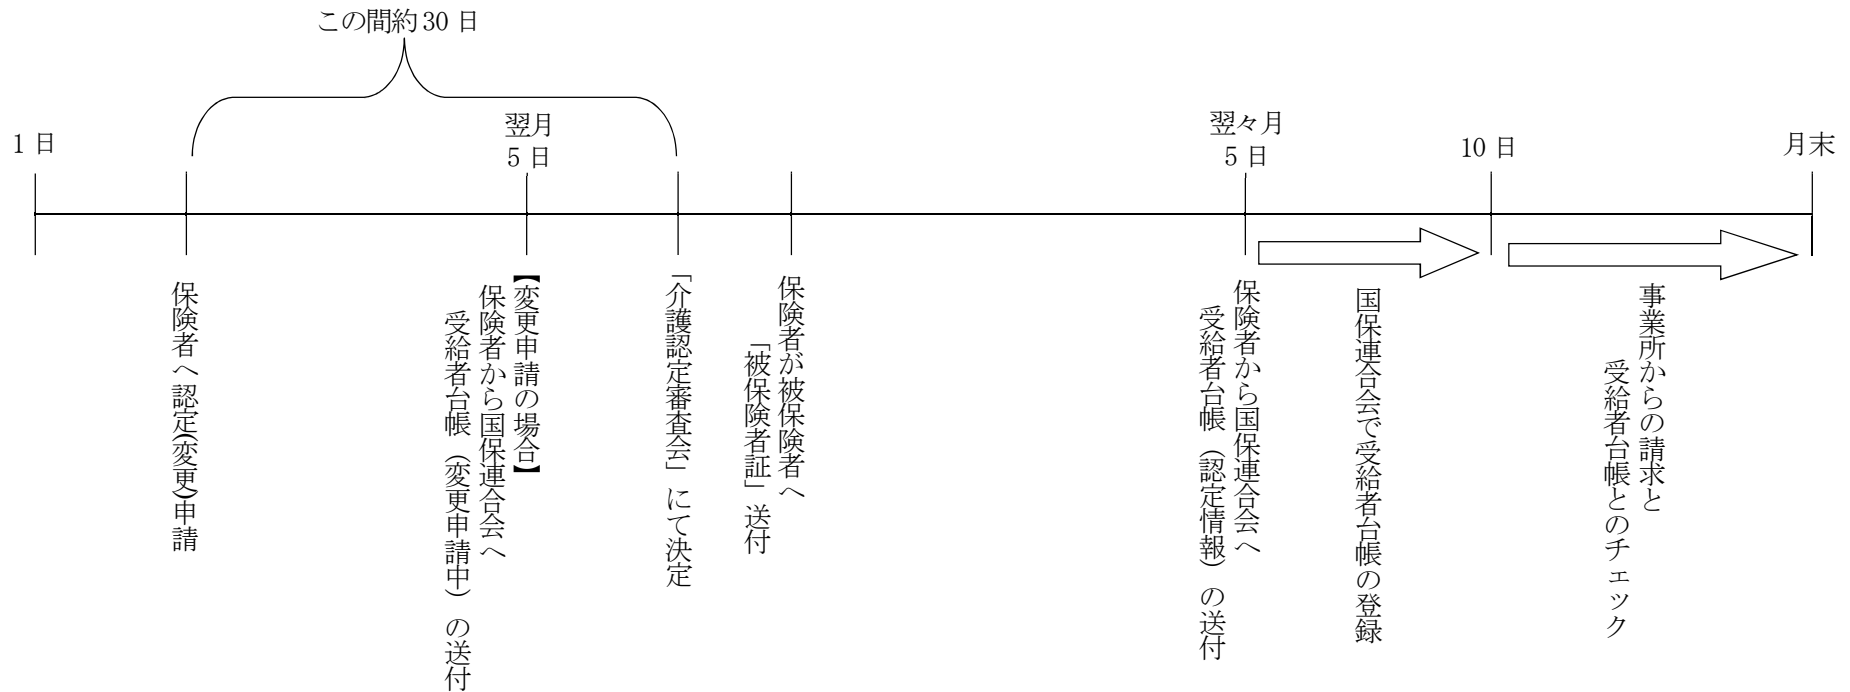 この間約30日
1日
翌月
5日
翌々月
5日
10日
月末
保険者へ認定(変更)申請
【変更申請の場合】
保険者から国保連合会へ
受給者台帳（変更申請中）の送付
「介護認定審査会」にて決定
保険者が被保険者へ
「被保険者証」送付
保険者から国保連合会へ
受給者台帳（認定情報）の送付
国保連合会で受給者台帳の登録
事業所からの請求と
受給者台帳とのチェック